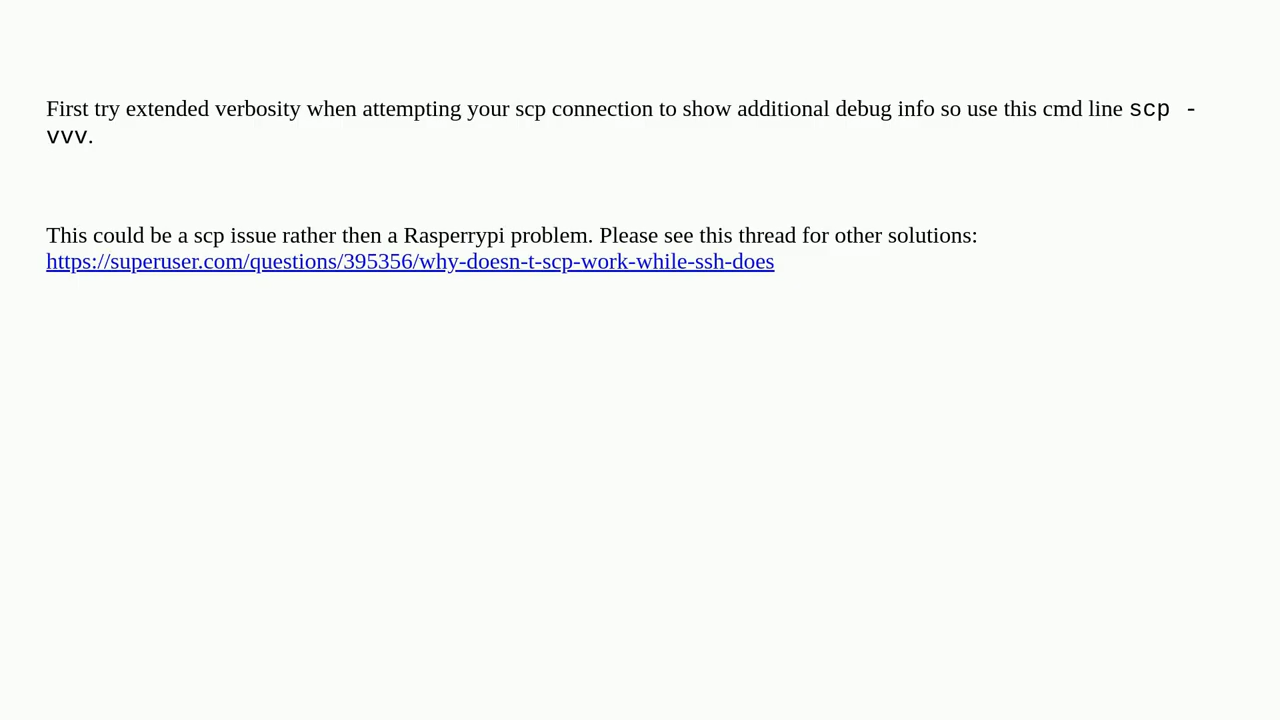 First try extended verbosity when attempting your scp connection to show additional debug info so use this cmd line scp -
vvv.
This could be a scp issue rather then a Rasperrypi problem. Please see this thread for other solutions:
https://superuser.com/questions/395356/why-doesn-t-scp-work-while-ssh-does